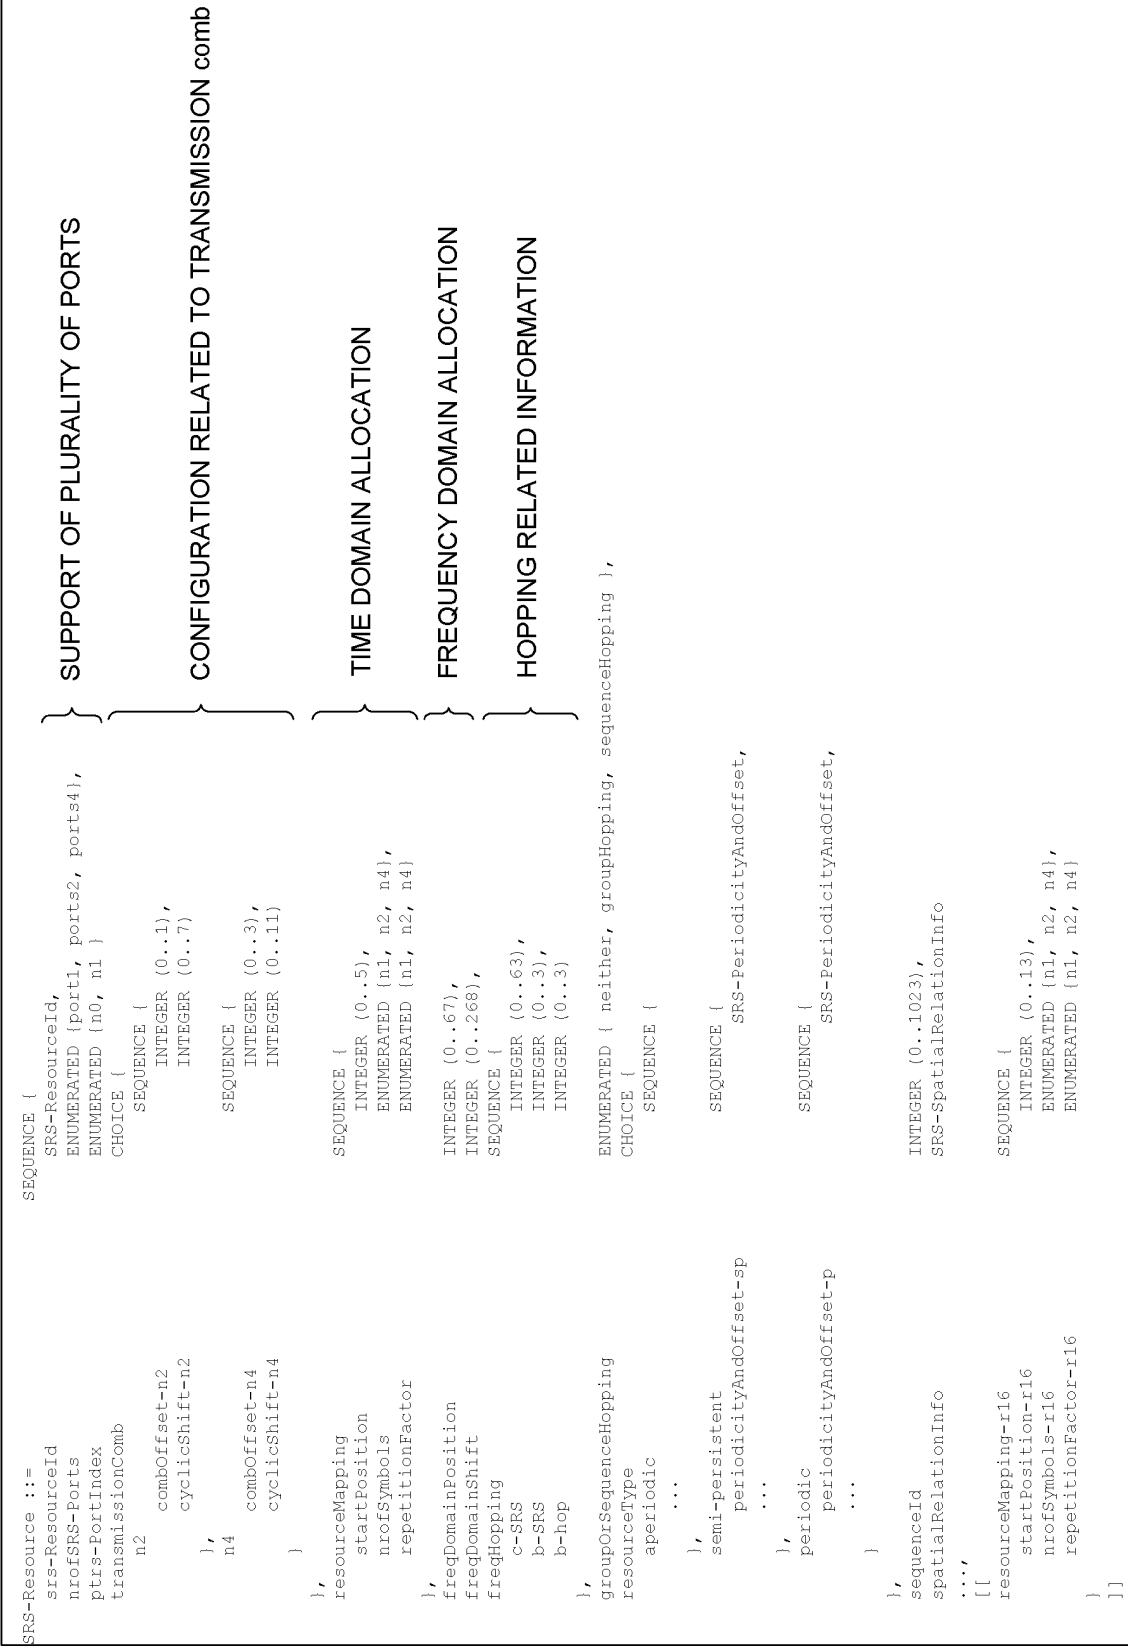 SRS-Resource ::= SEQUENCE {
srs-ResourceId SRS-ResourceId,
nrofSRS-Ports ENUMERATED {port1, ports2, ports4},
ptrs-PortIndex ENUMERATED {n0, n1 }
SUPPORT OF PLURALITY OF PORTS
transmissionComb CHOICE {
n2 SEQUENCE {
combOffset-n2 INTEGER (0..1),
cyclicShift-n2 INTEGER (0..7)
},
n4 SEQUENCE {
combOffset-n4 INTEGER (0..3),
cyclicShift-n4 INTEGER (0..11)
}
CONFIGURATION RELATED TO TRANSMISSION comb
},
resourceMapping SEQUENCE {
startPosition INTEGER (0..5),
nrofSymbols ENUMERATED {n1, n2, n4},
repetitionFactor ENUMERATED {n1, n2, n4}
TIME DOMAIN ALLOCATION
},
freqDomainPosition INTEGER (0..67),
freqDomainShift INTEGER (0..268),
FREQUENCY DOMAIN ALLOCATION
freqHopping SEQUENCE {
c-SRS INTEGER (0..63),
b-SRS INTEGER (0..3),
b-hop INTEGER (0..3)
HOPPING RELATED INFORMATION
},
groupOrSequenceHopping ENUMERATED { neither, groupHopping, sequenceHopping },
resourceType CHOICE {
aperiodic SEQUENCE {
...
},
semi-persistent SEQUENCE {
periodicityAndOffset-sp SRS-PeriodicityAndOffset,
...
},
periodic SEQUENCE {
periodicityAndOffset-p SRS-PeriodicityAndOffset,
...
}
},
sequenceId INTEGER (0..1023),
spatialRelationInfo SRS-SpatialRelationInfo
...,
[[
resourceMapping-r16 SEQUENCE {
startPosition-r16 INTEGER (0..13),
nrofSymbols-r16 ENUMERATED {n1, n2, n4},
repetitionFactor-r16 ENUMERATED {n1, n2, n4}
}
]]